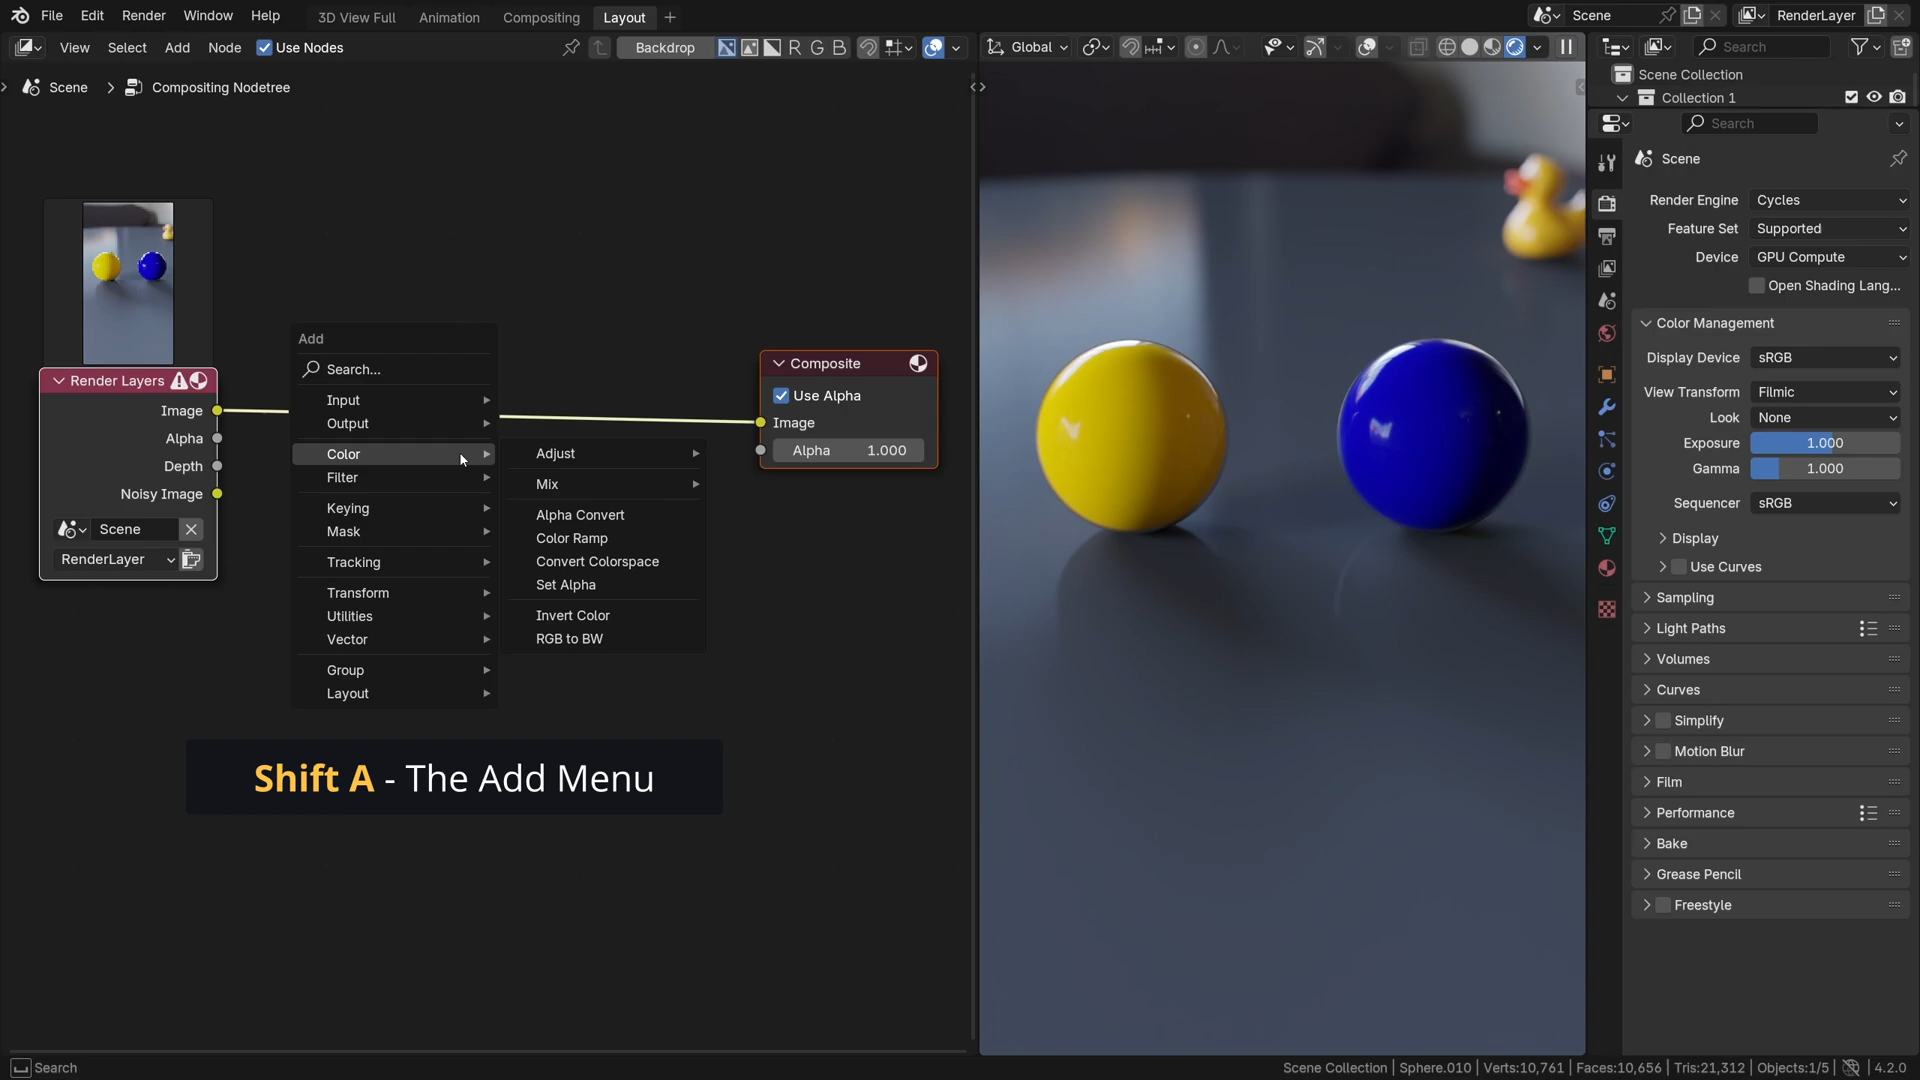 File Edit Render Window Help 3D View Full Animation Compositing Layout + Scene RenderLayer
View Select Add Node Use Nodes Backdrop R G B Global Search
Scene > Compositing Nodetree
Scene Collection
Collection 1
Search
Scene
Render Engine Cycles
Feature Set Supported
Device GPU Compute
Open Shading Lang...
Color Management
Display Device sRGB
View Transform Filmic
Look None
Exposure 1.000
Gamma 1.000
Sequencer sRGB
Display
Use Curves
Sampling
Light Paths
Volumes
Curves
Simplify
Motion Blur
Film
Performance
Bake
Grease Pencil
Freestyle
Render Layers
Image
Alpha
Depth
Noisy Image
Scene
RenderLayer
Add
Search...
Input
Output
Color
Filter
Keying
Mask
Tracking
Transform
Utilities
Vector
Group
Layout
Adjust
Mix
Alpha Convert
Color Ramp
Convert Colorspace
Set Alpha
Invert Color
RGB to BW
Composite
Use Alpha
Image
Alpha 1.000
Shift A - The Add Menu
Search
Scene Collection | Sphere.010 | Verts:10,761 | Faces:10,656 | Tris:21,312 | Objects:1/5 | 4.2.0